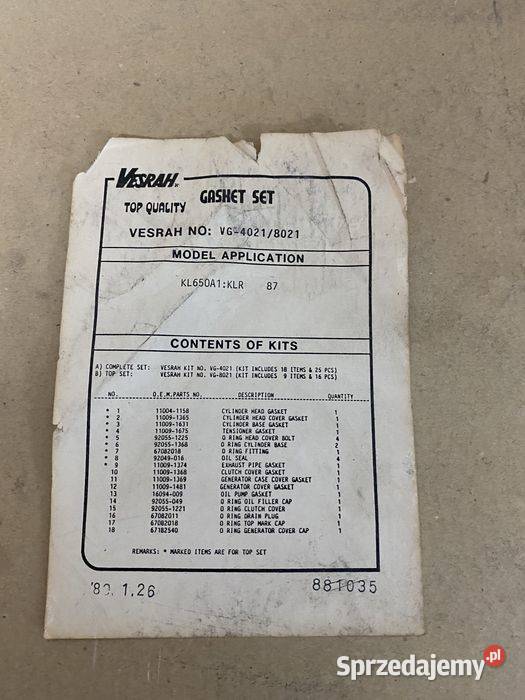 VESRAH.
GASKET SET
TOP QUALITY
VESRAH NO: VG-4021/8021
MODEL APPLICATION
KL650A1:KLR 87
CONTENTS OF KITS
A) COMPLETE SET: VESRAH KIT NO. VG-4021 (KIT INCLUDES 18 ITEMS & 25 PCS)
B) TOP SET: VESRAH KIT NO. VG-8021 (KIT INCLUDES 9 ITEMS & 16 PCS)
NO. O.E.M.PARTS NO. DESCRIPTION QUANTITY
* 1 11004-1158 CYLINDER HEAD GASKET 1
* 2 11009-1365 CYLINDER HEAD COVER GASKET 1
* 3 11009-1631 CYLINDER BASE GASKET 1
* 4 11009-1675 TENSIONER GASKET 1
* 5 92055-1225 O RING HEAD COVER BOLT 4
* 6 92055-1368 O RING CYLINDER BASE 2
* 7 67082018 O RING FITTING 1
* 8 92049-016 OIL SEAL 4
* 9 11009-1374 EXHAUST PIPE GASKET 1
10 11009-1368 CLUTCH COVER GASKET 1
11 11009-1369 GENERATOR CASE COVER GASKET 1
12 11009-1481 GENERATOR COVER GASKET 1
13 16094-009 OIL PUMP GASKET 1
14 92055-049 O RING OIL FILLER CAP 1
15 92055-1221 O RING CLUTCH COVER 1
16 67082011 O RING DRAIN PLUG 1
17 67082018 O RING TOP MARK CAP 1
18 67182540 O RING GENERATOR COVER CAP 1
REMARKS: * MARKED ITEMS ARE FOR TOP SET
'89. 1.26 881035
Sprzedajemy.pl